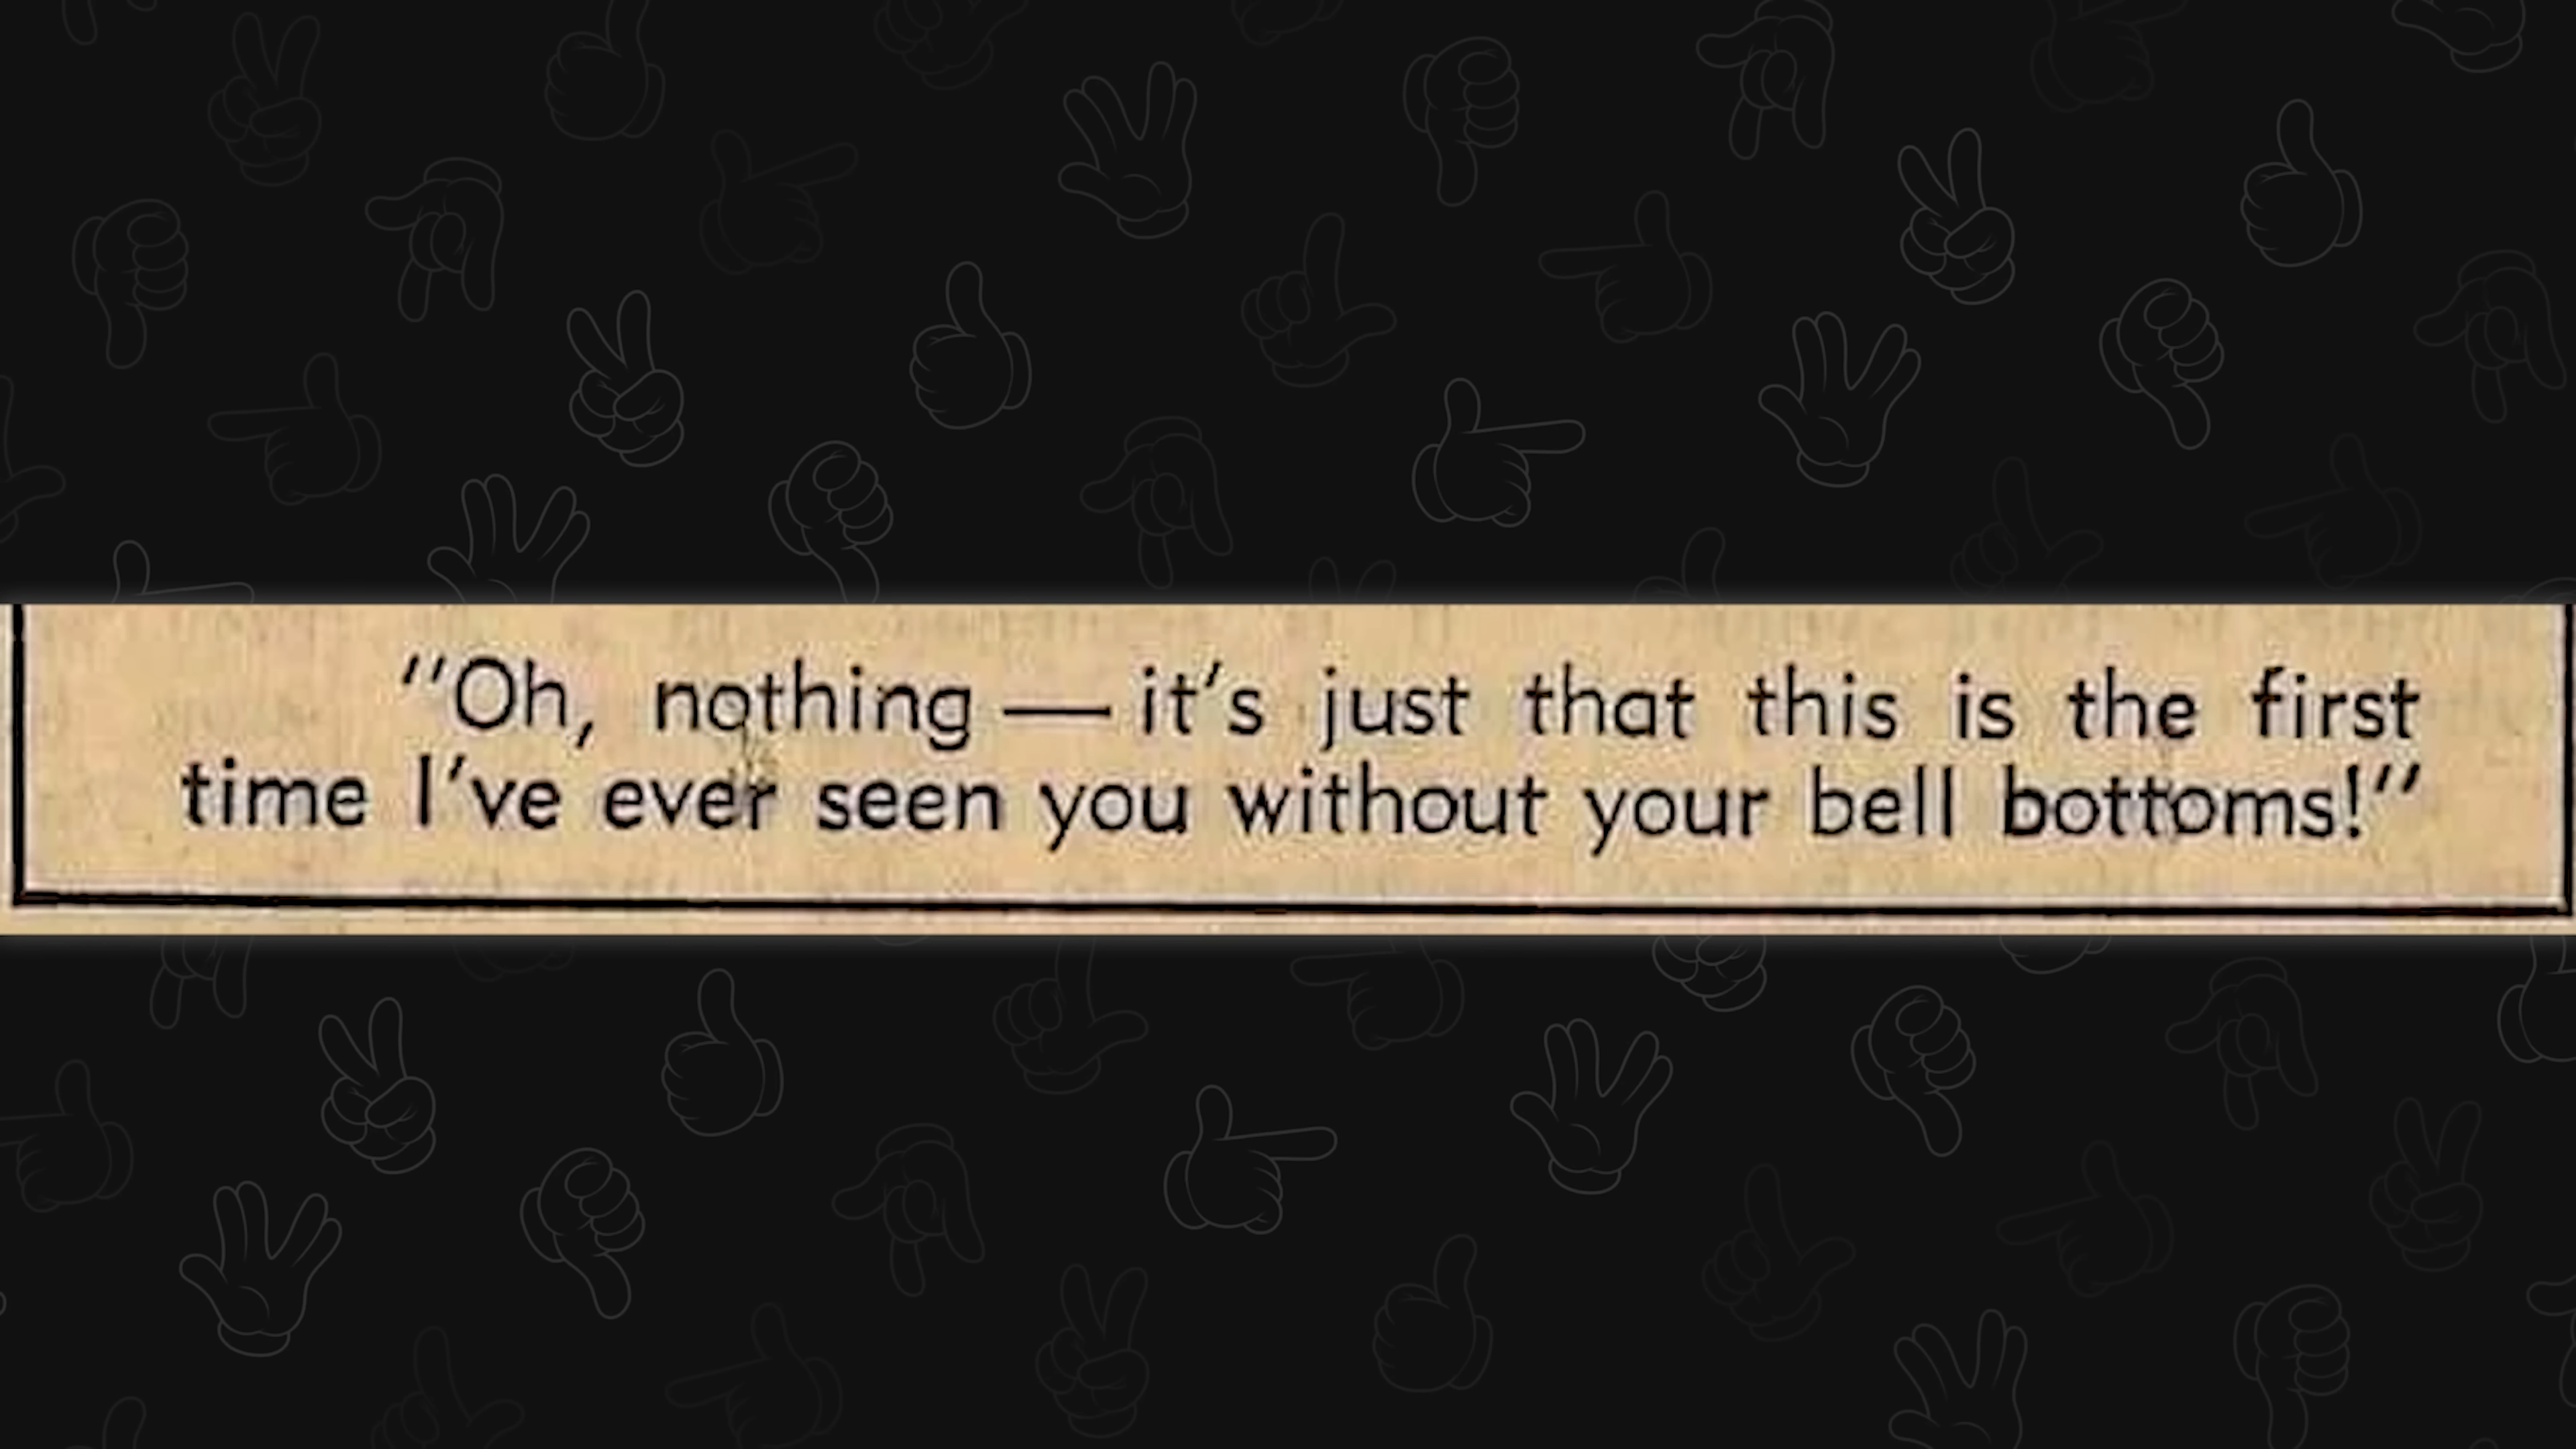 "Oh, nothing — it's just that this is the first
time I've ever seen you without your bell bottoms!"